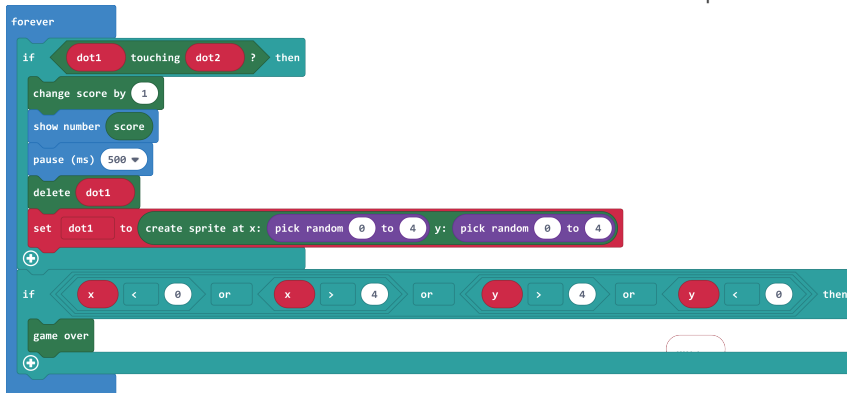 forever
if dot1 touching dot2 ? then
change score by 1
show number score
pause (ms) 500
delete dot1
set dot1 to create sprite at x: pick random 0 to 4 y: pick random 0 to 4
if x < 0 or x > 4 or y > 4 or y < 0 then
game over